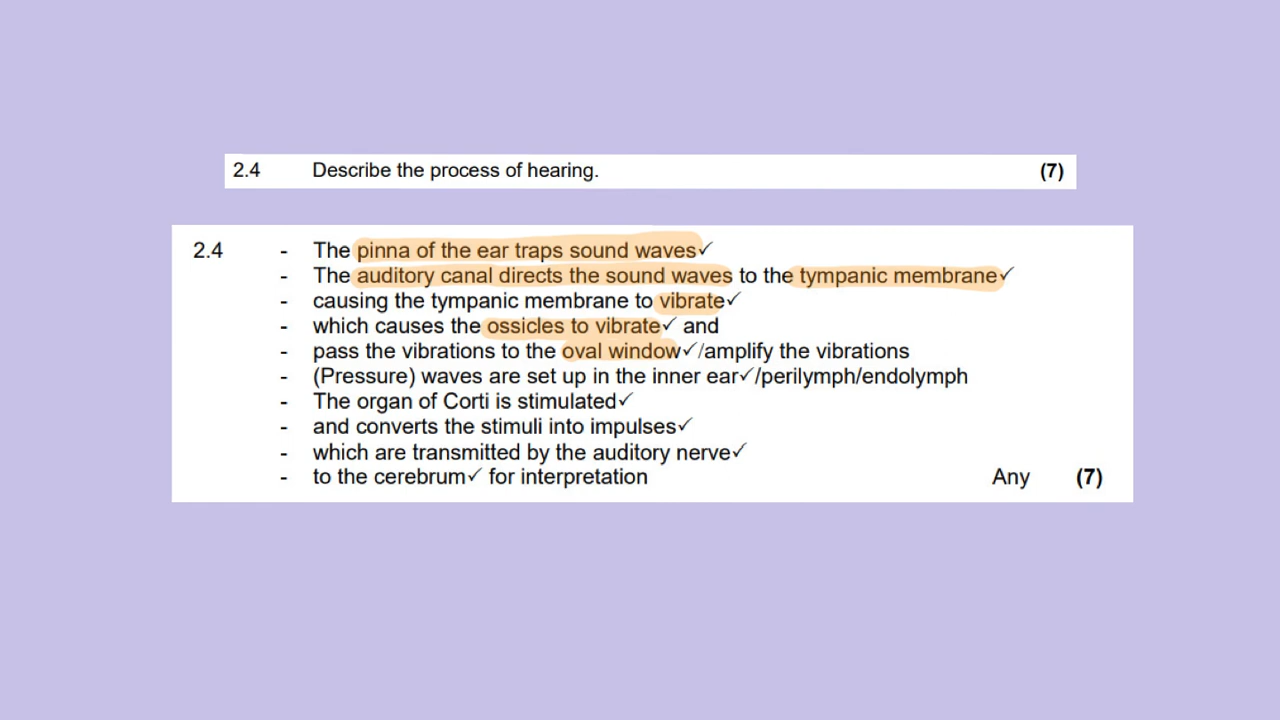 2.4 Describe the process of hearing. (7)
2.4 - The pinna of the ear traps sound waves✓
- The auditory canal directs the sound waves to the tympanic membrane✓
- causing the tympanic membrane to vibrate✓
- which causes the ossicles to vibrate✓ and
- pass the vibrations to the oval window✓/amplify the vibrations
- (Pressure) waves are set up in the inner ear✓/perilymph/endolymph
- The organ of Corti is stimulated✓
- and converts the stimuli into impulses✓
- which are transmitted by the auditory nerve✓
- to the cerebrum✓ for interpretation Any (7)